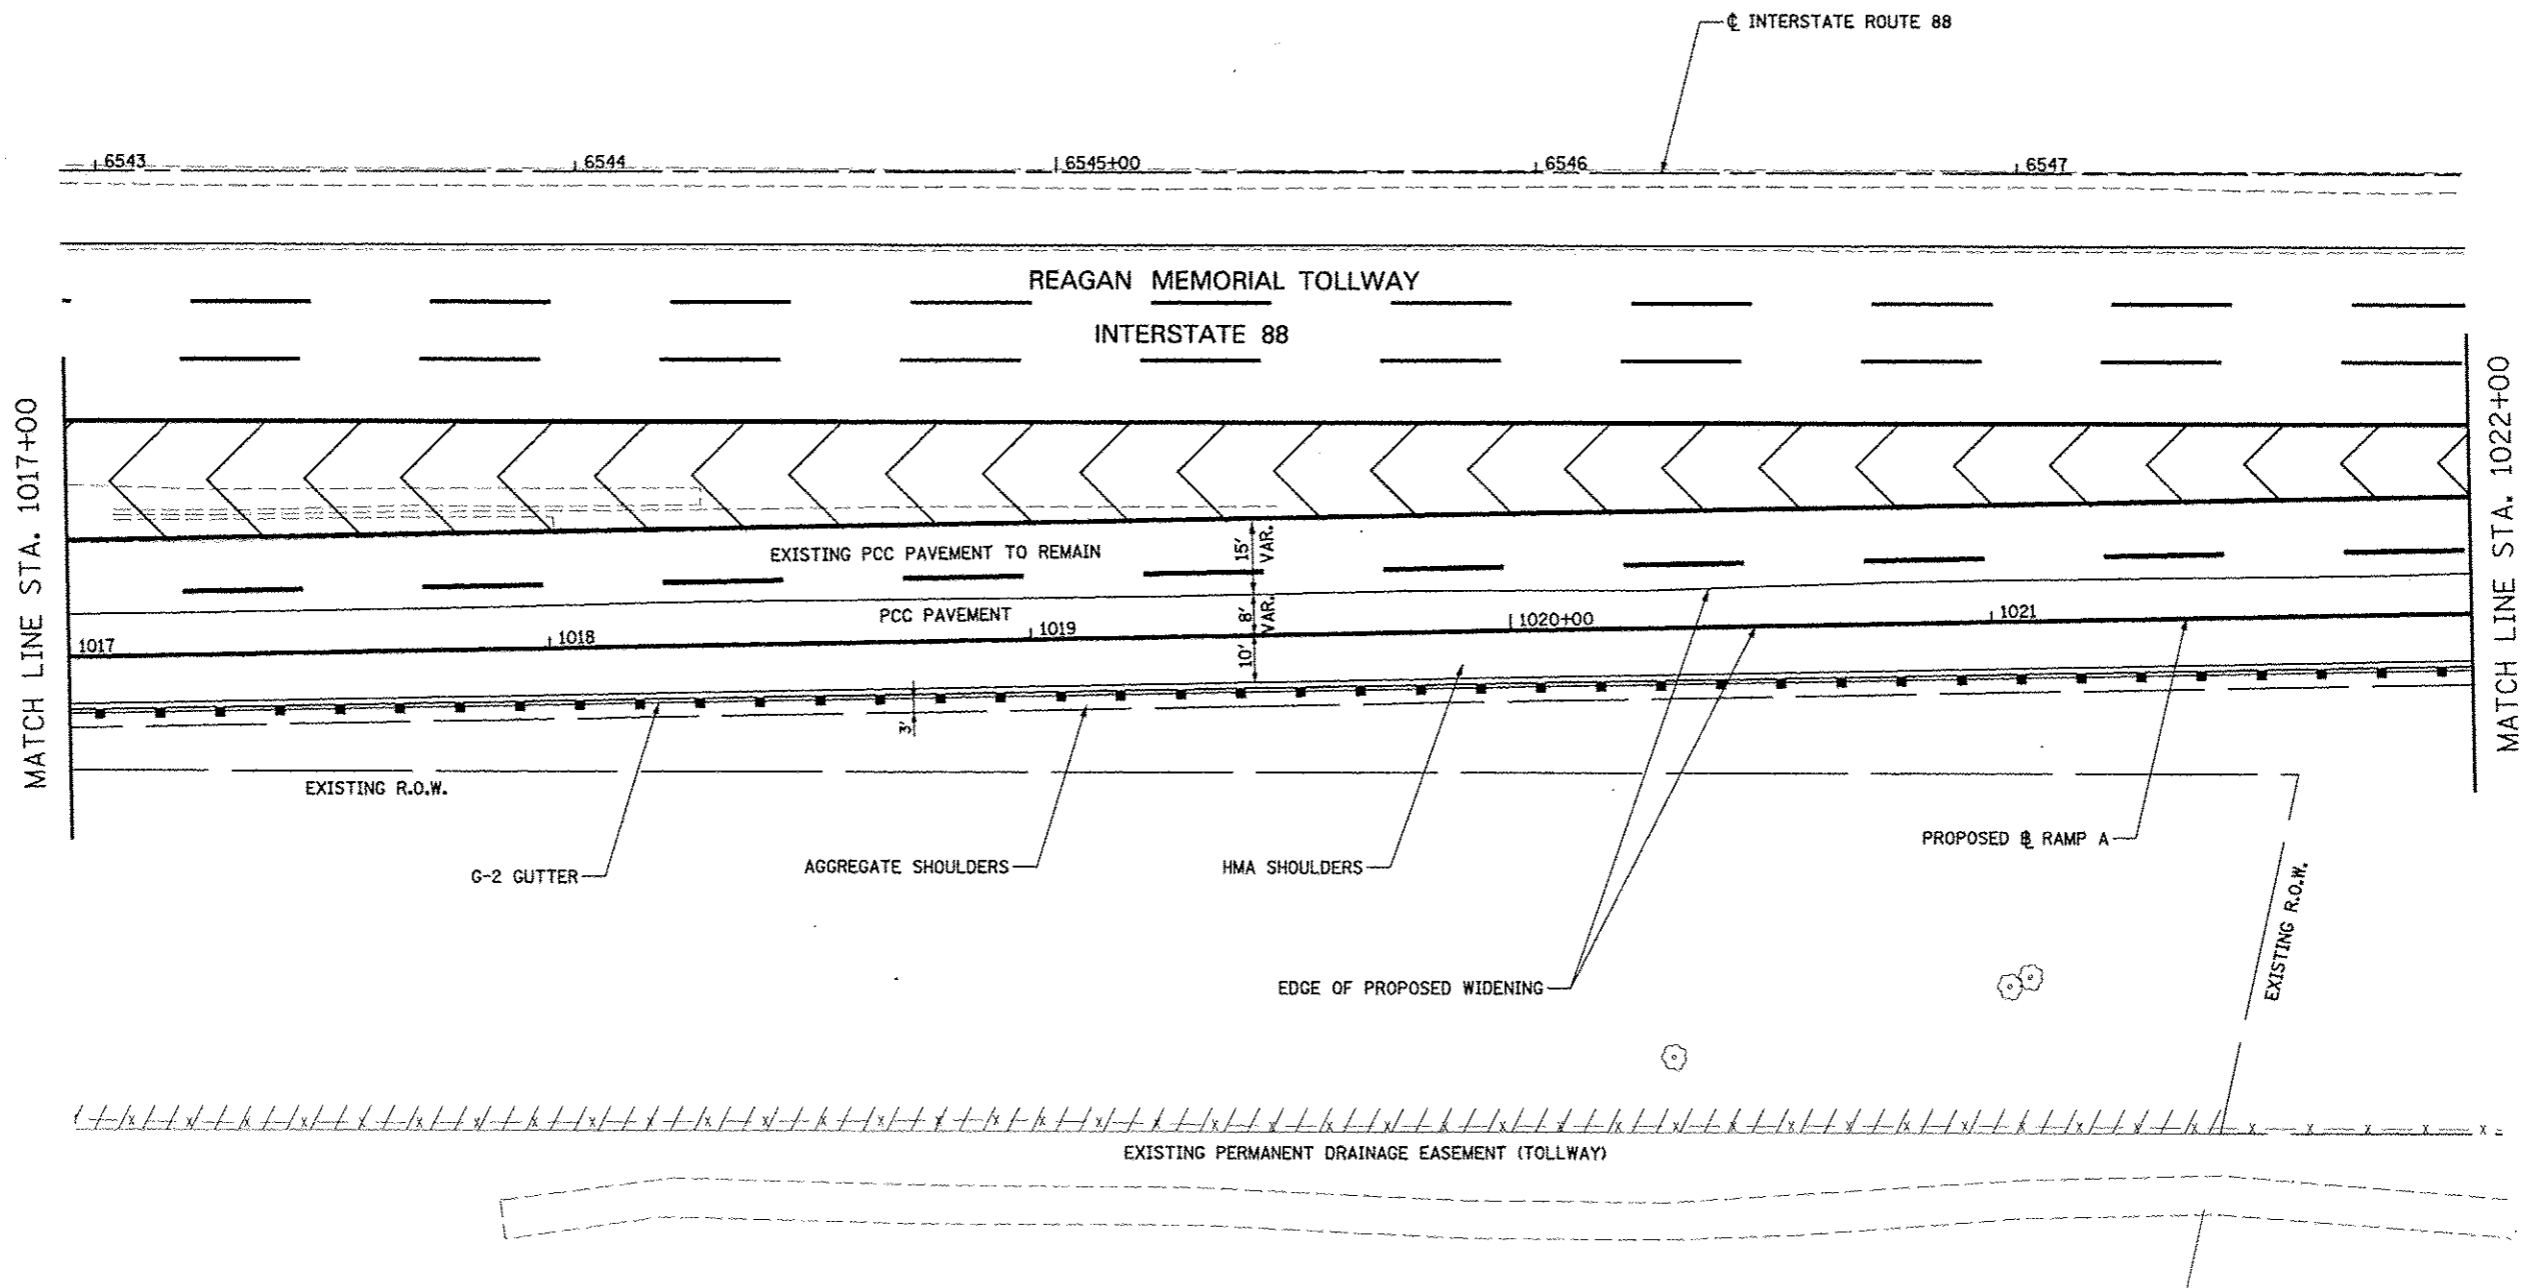 ℄ INTERSTATE ROUTE 88
6543
6544
6545+00
6546
6547
REAGAN MEMORIAL TOLLWAY
INTERSTATE 88
MATCH LINE STA. 1017+00
MATCH LINE STA. 1022+00
EXISTING PCC PAVEMENT TO REMAIN
15'
VAR.
PCC PAVEMENT
8'
VAR.
1017
1018
1019
1020+00
1021
10'
3'
EXISTING R.O.W.
G-2 GUTTER
AGGREGATE SHOULDERS
HMA SHOULDERS
PROPOSED RAMP A
EXISTING R.O.W.
EDGE OF PROPOSED WIDENING
EXISTING PERMANENT DRAINAGE EASEMENT (TOLLWAY)